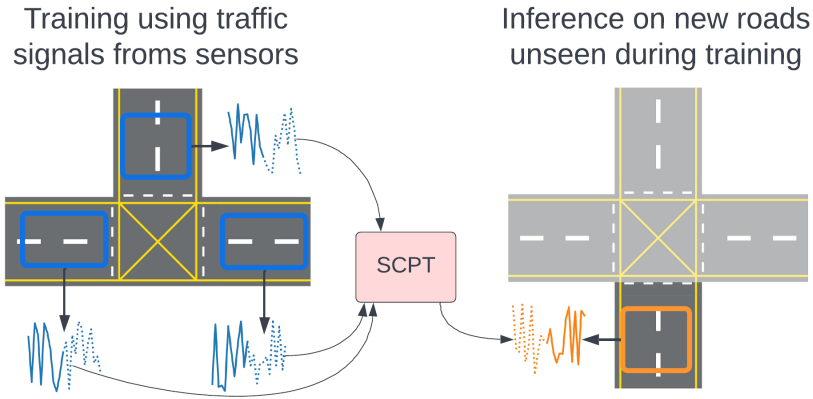 Training using traffic
signals froms sensors
Inference on new roads
unseen during training
SCPT